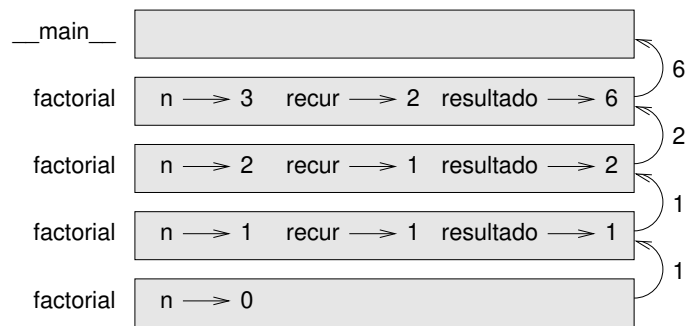 __main__
6
factorial n 3 recur 2 resultado 6
2
factorial n 2 recur 1 resultado 2
1
factorial n 1 recur 1 resultado 1
1
factorial n 0